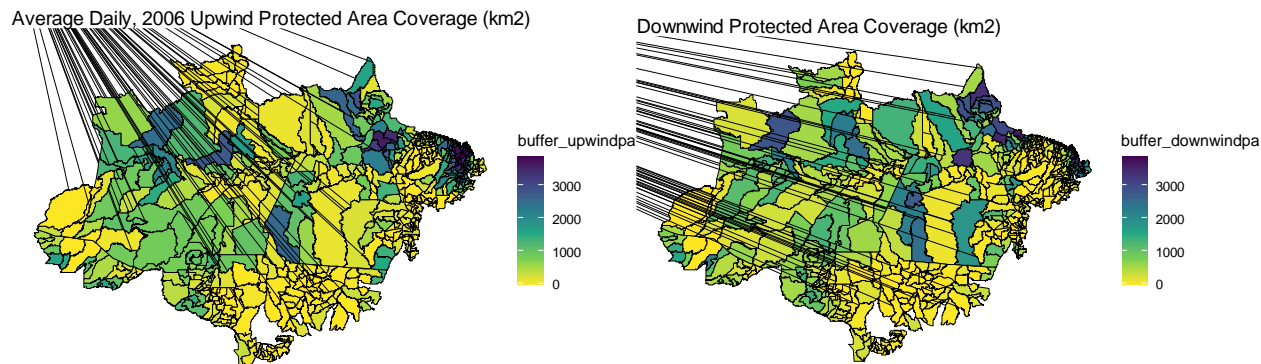 Average Daily, 2006 Upwind Protected Area Coverage (km2)
buffer_upwindpa
3000
2000
1000
0
Downwind Protected Area Coverage (km2)
buffer_downwindpa
3000
2000
1000
0